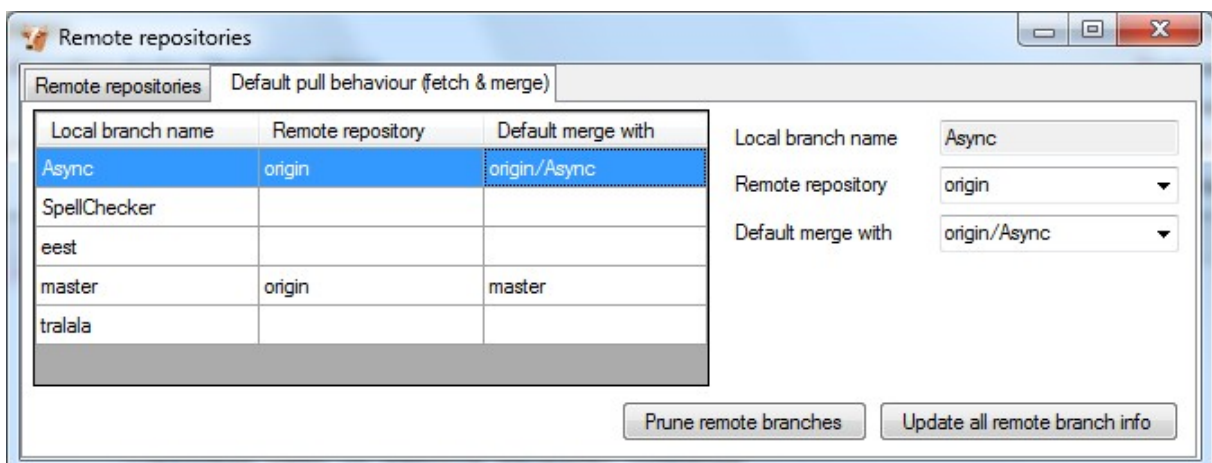 Remote repositories
Remote repositories Default pull behaviour (fetch & merge)
Local branch name Remote repository Default merge with
Async origin origin/Async
SpellChecker
eest
master origin master
tralala
Local branch name Async
Remote repository origin
Default merge with origin/Async
Prune remote branches Update all remote branch info